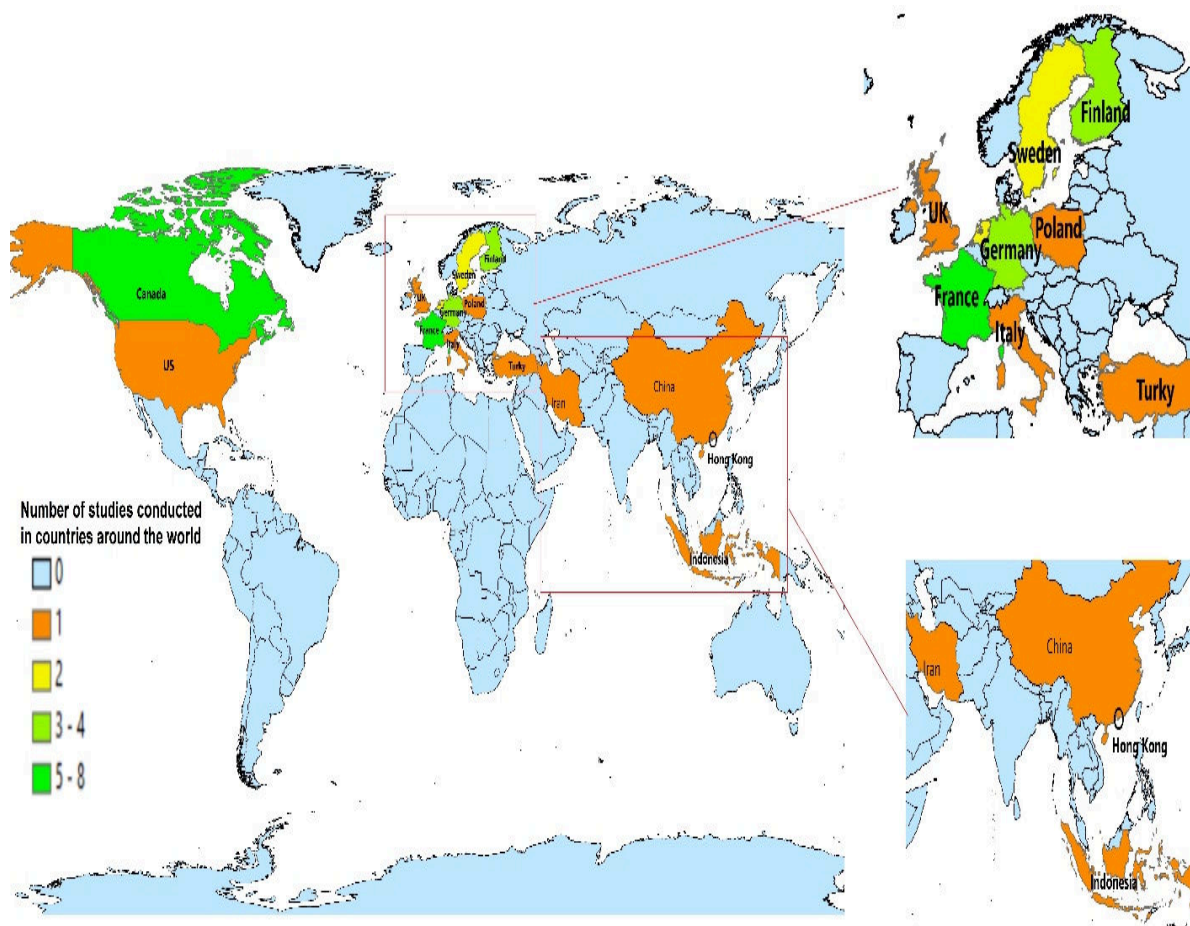 Canada
US
Sweden
Finland
UK
Poland
Germany
France
Italy
Turky
Iran
China
Hong Kong
Indonesia
Number of studies conducted
in countries around the world
0
1
2
3 - 4
5 - 8
Finland
Sweden
UK
Poland
Germany
France
Italy
Turky
China
Iran
Hong Kong
Indonesia